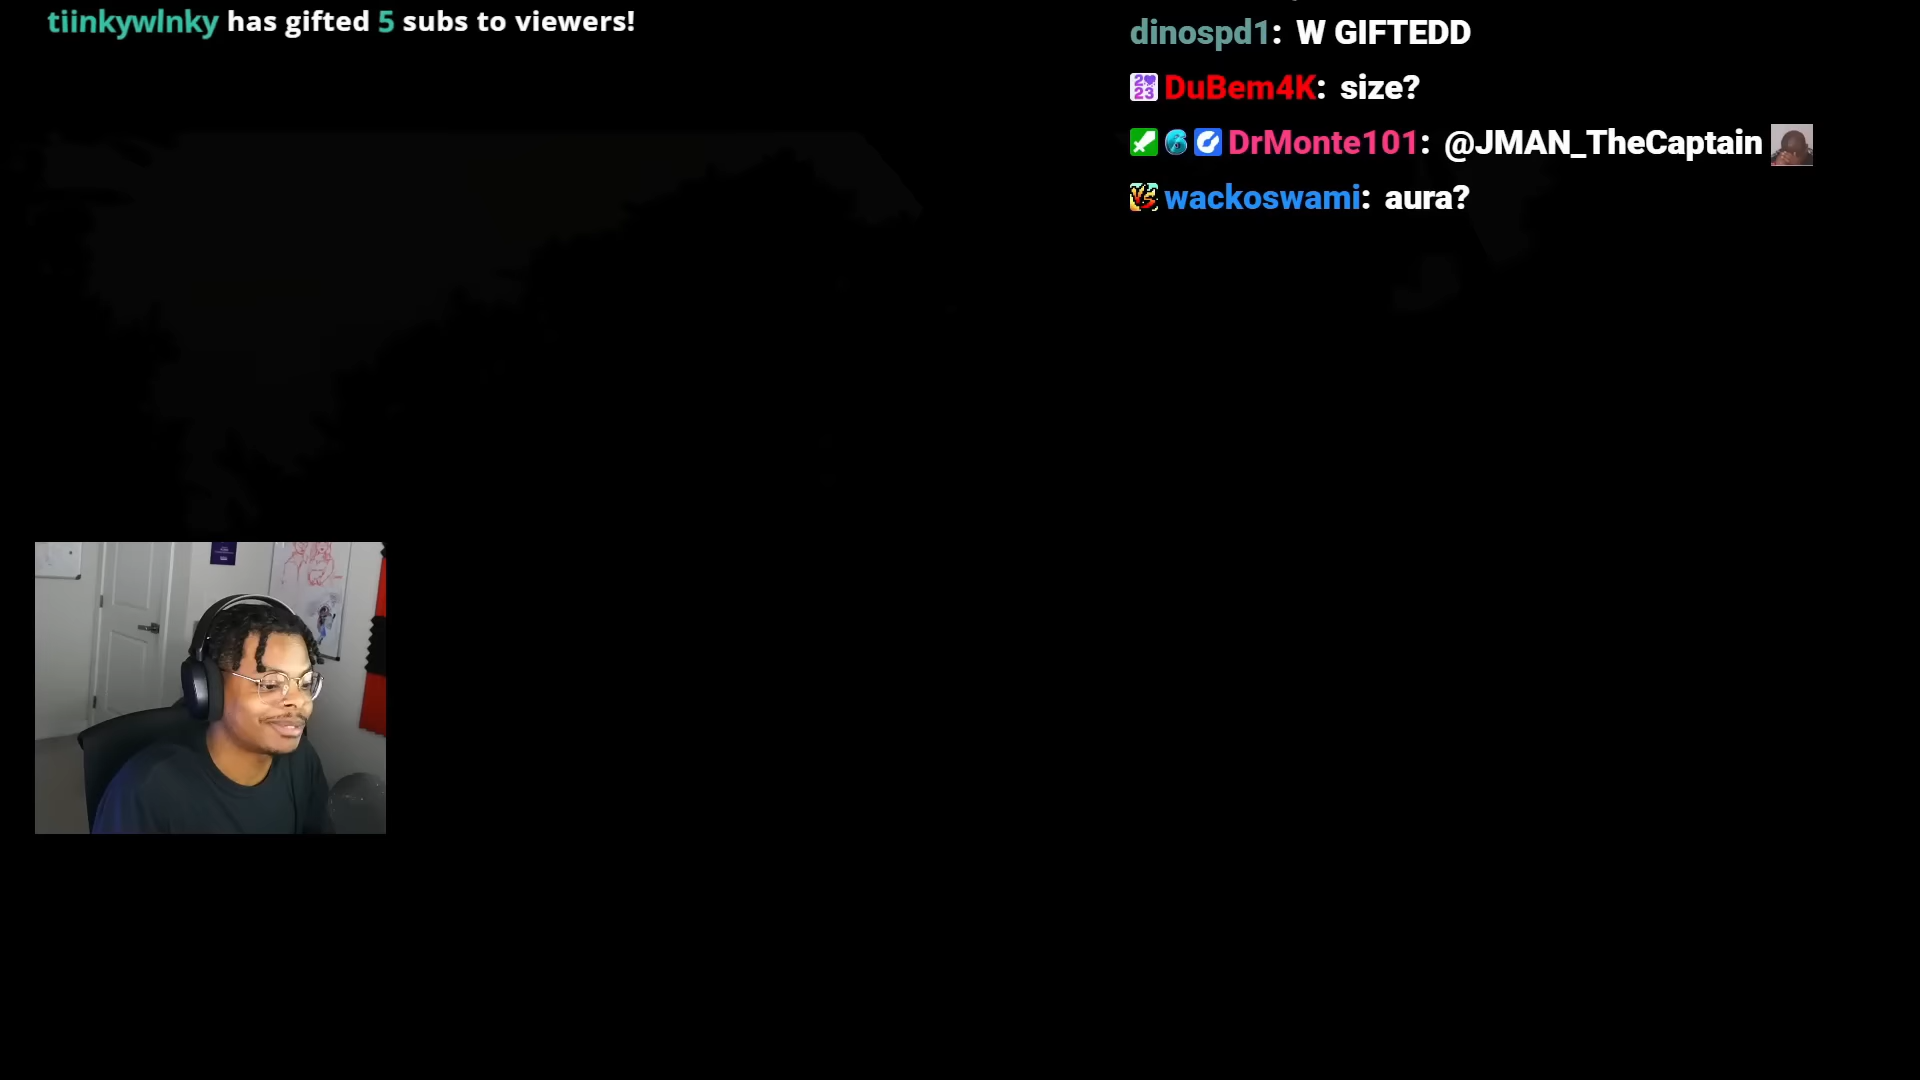 tiinkywlnky has gifted 5 subs to viewers!
dinospd1: W GIFTEDD
DuBem4K: size?
DrMonte101: @JMAN_TheCaptain
wackoswami: aura?